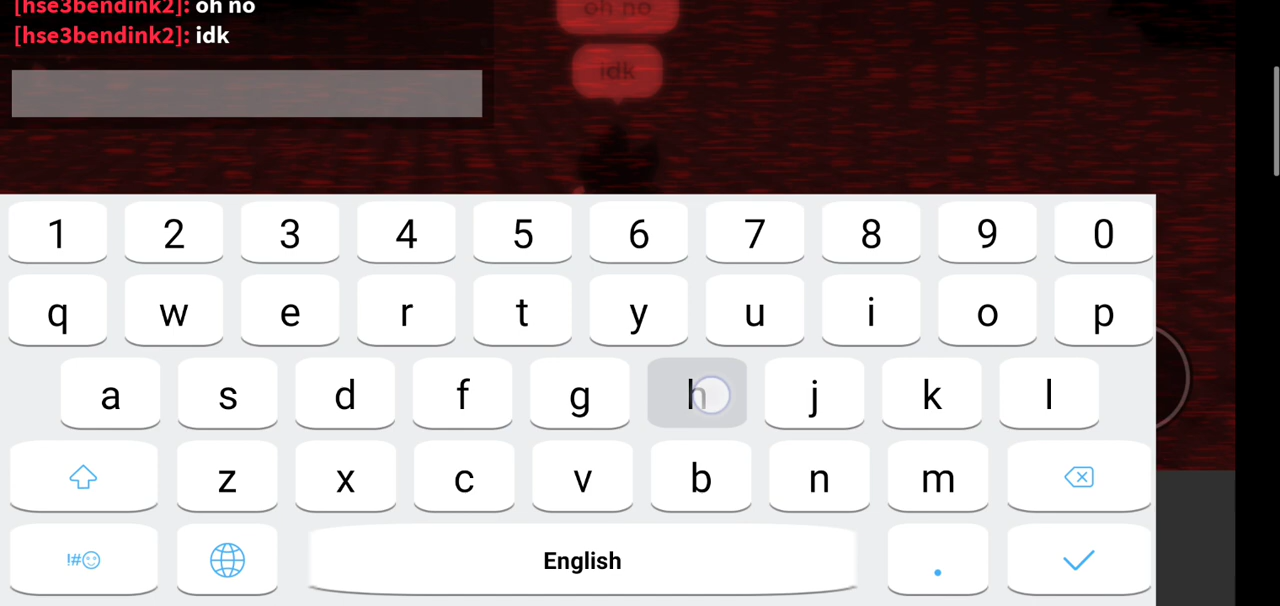 [hse3bendink2]: oh no
[hse3bendink2]: idk
oh no
idk
1 2 3 4 5 6 7 8 9 0
q w e r t y u i o p
a s d f g h j k l
z x c v b n m
!#☺ English .